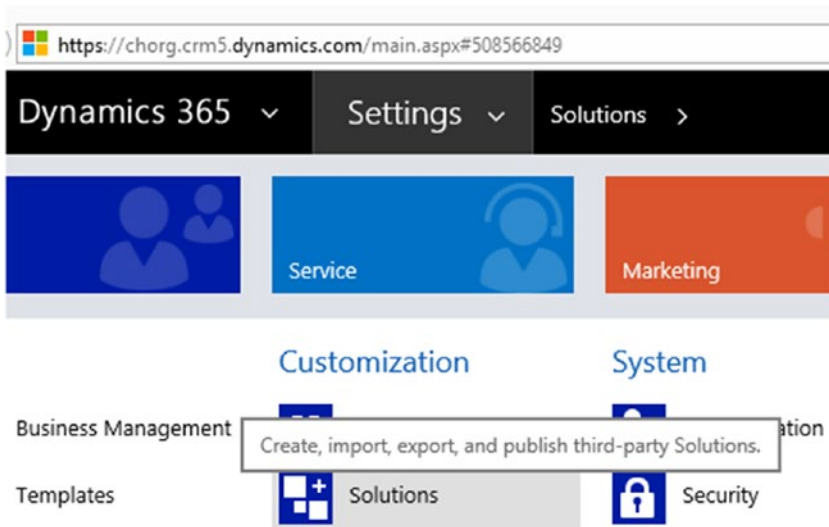 https://chorg.crm5.dynamics.com/main.aspx#508566849
Dynamics 365 Settings Solutions
Service Marketing
Customization System
Business Management
Create, import, export, and publish third-party Solutions.
Templates Solutions Security